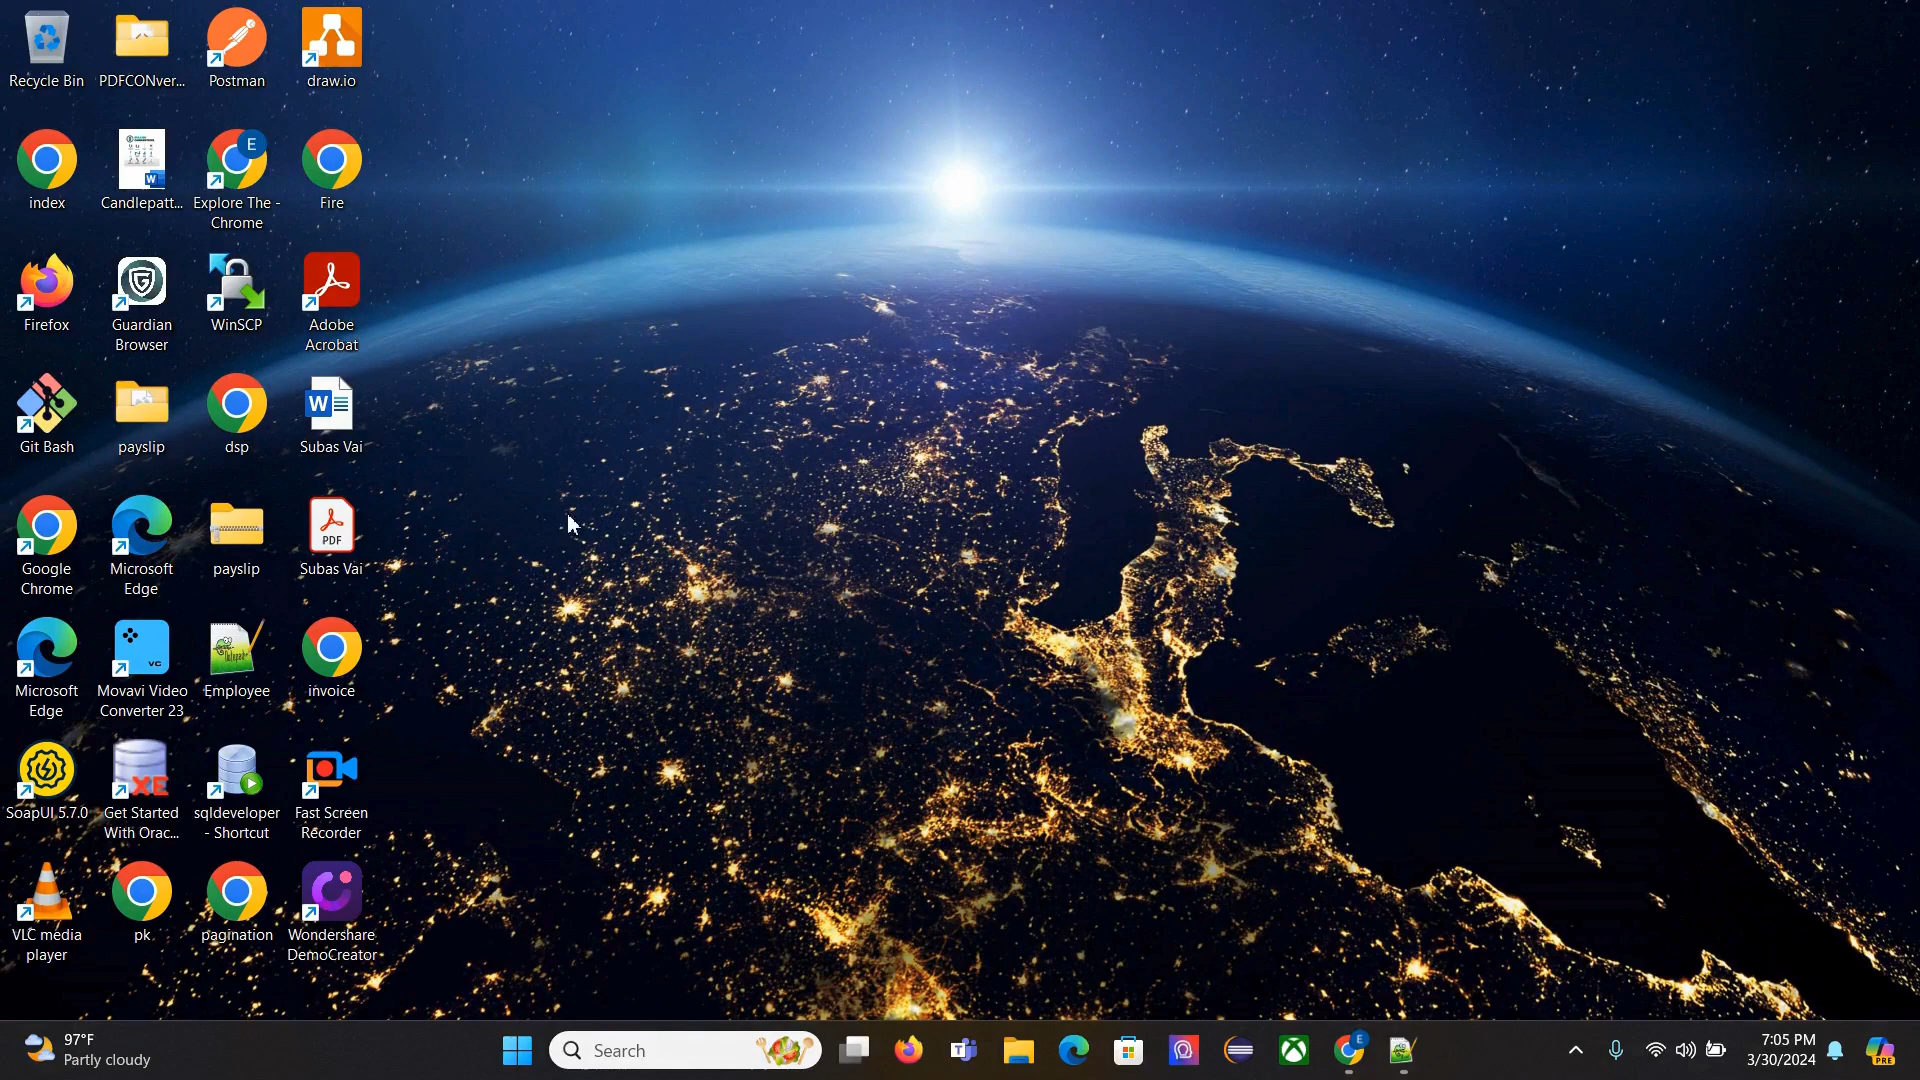 Recycle Bin
PDFCONver...
Postman
draw.io
index
Candlepatt...
E
Explore The -
Chrome
Fire
Firefox
Guardian
Browser
WinSCP
Adobe
Acrobat
Git Bash
payslip
dsp
W
Subas Vai
Google
Chrome
Microsoft
Edge
payslip
PDF
Subas Vai
Microsoft
Edge
VC
Movavi Video
Converter 23
Employee
invoice
SoapUI 5.7.0
XE
Get Started
With Orac...
sqldeveloper
- Shortcut
Fast Screen
Recorder
VLC media
player
pk
pagination
Wondershare
DemoCreator
97°F
Partly cloudy
Search
E
7:05 PM
3/30/2024
PRE